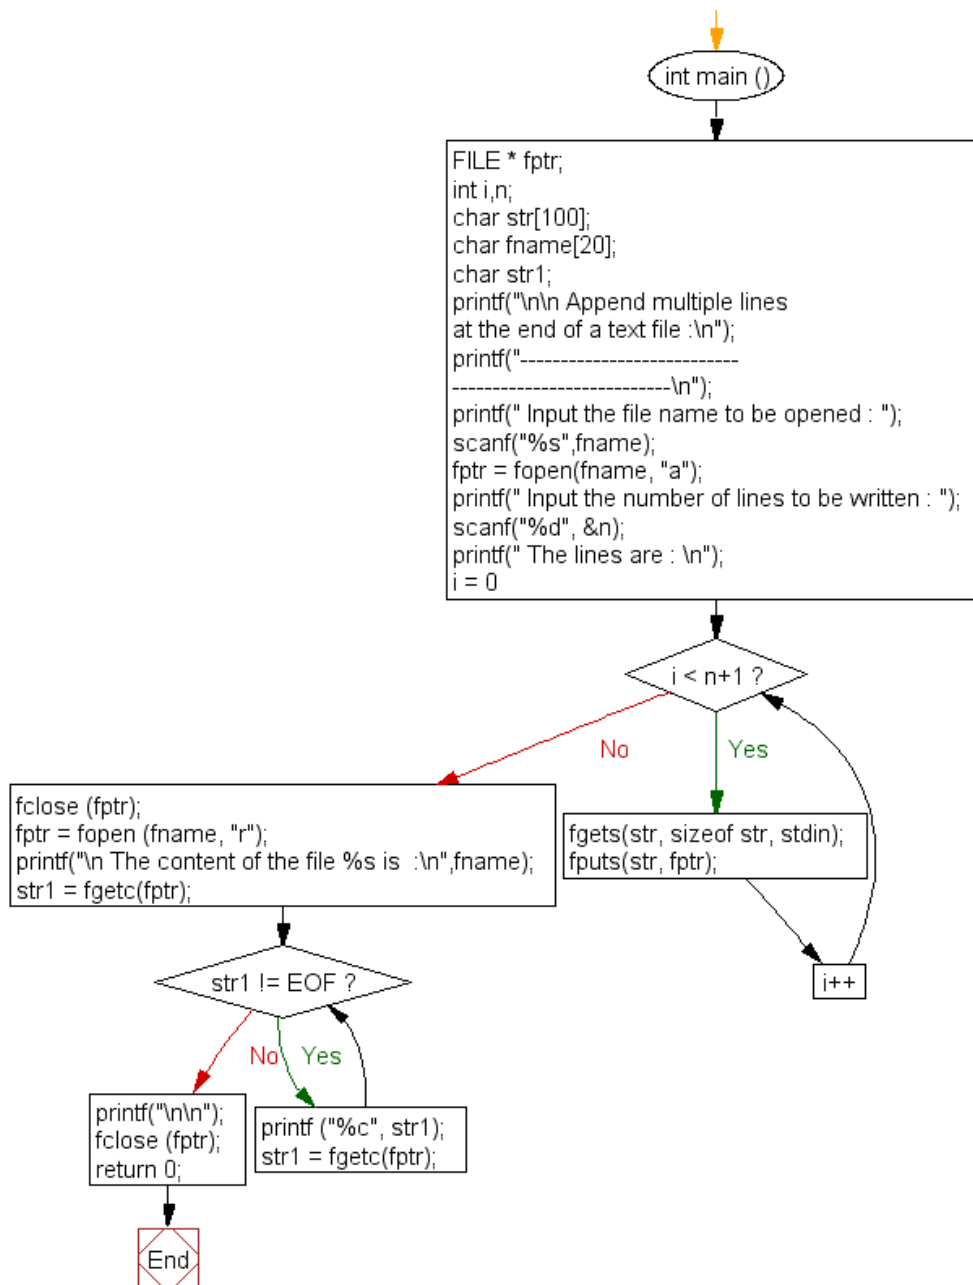 int main ()
FILE * fptr;
int i,n;
char str[100];
char fname[20];
char str1;
printf("\n\n Append multiple lines
at the end of a text file :\n");
printf("---------------------------
---------------------------\n");
printf(" Input the file name to be opened : ");
scanf("%s",fname);
fptr = fopen(fname, "a");
printf(" Input the number of lines to be written : ");
scanf("%d", &n);
printf(" The lines are : \n");
i = 0
i < n+1 ?
No
Yes
fclose (fptr);
fptr = fopen (fname, "r");
printf("\n The content of the file %s is  :\n",fname);
str1 = fgetc(fptr);
fgets(str, sizeof str, stdin);
fputs(str, fptr);
i++
str1 != EOF ?
No
Yes
printf("\n\n");
fclose (fptr);
return 0;
printf ("%c", str1);
str1 = fgetc(fptr);
End